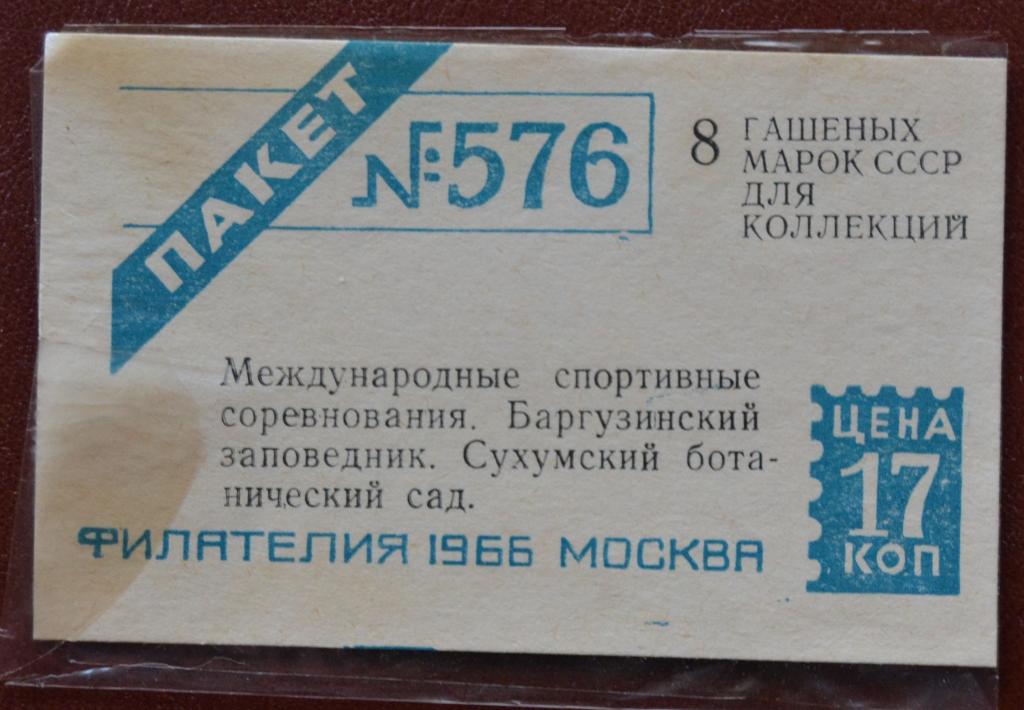 ПАКЕТ
№576
8 ГАШЕНЫХ
МАРОК СССР
ДЛЯ
КОЛЛЕКЦИЙ
Международные спортивные
соревнования. Баргузинский
заповедник. Сухумский бота-
нический сад.
ФИЛАТЕЛИЯ 1966 МОСКВА
ЦЕНА
17
КОП